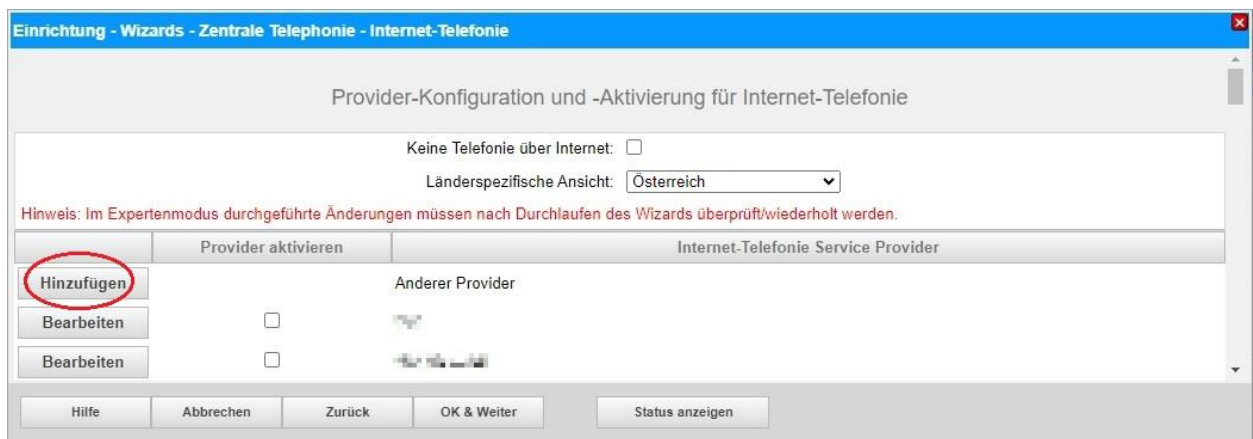 Einrichtung - Wizards - Zentrale Telephonie - Internet-Telefonie
Provider-Konfiguration und -Aktivierung für Internet-Telefonie
Keine Telefonie über Internet:
Länderspezifische Ansicht: Österreich
Hinweis: Im Expertenmodus durchgeführte Änderungen müssen nach Durchlaufen des Wizards überprüft/wiederholt werden.
Provider aktivieren Internet-Telefonie Service Provider
Hinzufügen Anderer Provider
Bearbeiten
Bearbeiten
Hilfe Abbrechen Zurück OK & Weiter Status anzeigen